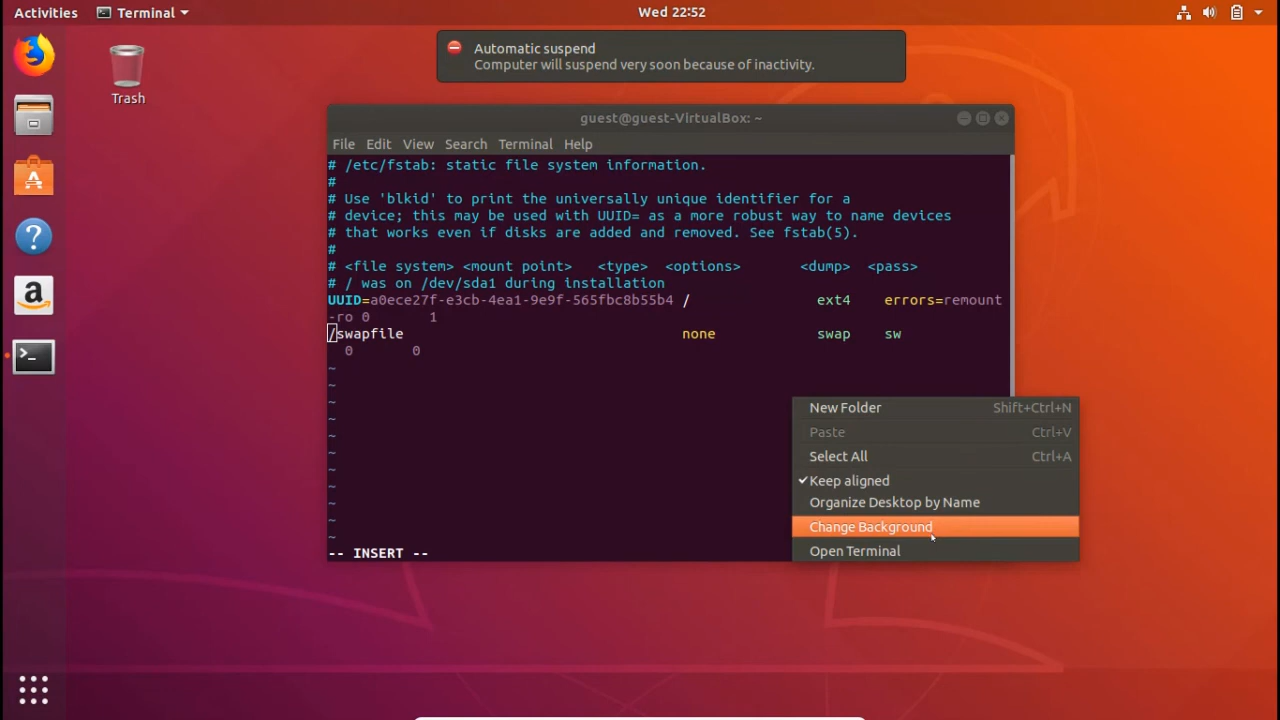 Activities Terminal Wed 22:52
Automatic suspend
Computer will suspend very soon because of inactivity.
Trash
guest@guest-VirtualBox: ~
File Edit View Search Terminal Help
# /etc/fstab: static file system information.
#
# Use 'blkid' to print the universally unique identifier for a
# device; this may be used with UUID= as a more robust way to name devices
# that works even if disks are added and removed. See fstab(5).
#
# <file system> <mount point>   <type>  <options>       <dump>  <pass>
# / was on /dev/sda1 during installation
UUID=a0ece27f-e3cb-4ea1-9e9f-565fbc8b55b4 /               ext4    errors=remount
-ro 0       1
/swapfile                                 none            swap    sw
  0       0
~
~
~
~
~
~
~
~
~
~
~
-- INSERT --
New Folder Shift+Ctrl+N
Paste Ctrl+V
Select All Ctrl+A
Keep aligned
Organize Desktop by Name
Change Background
Open Terminal